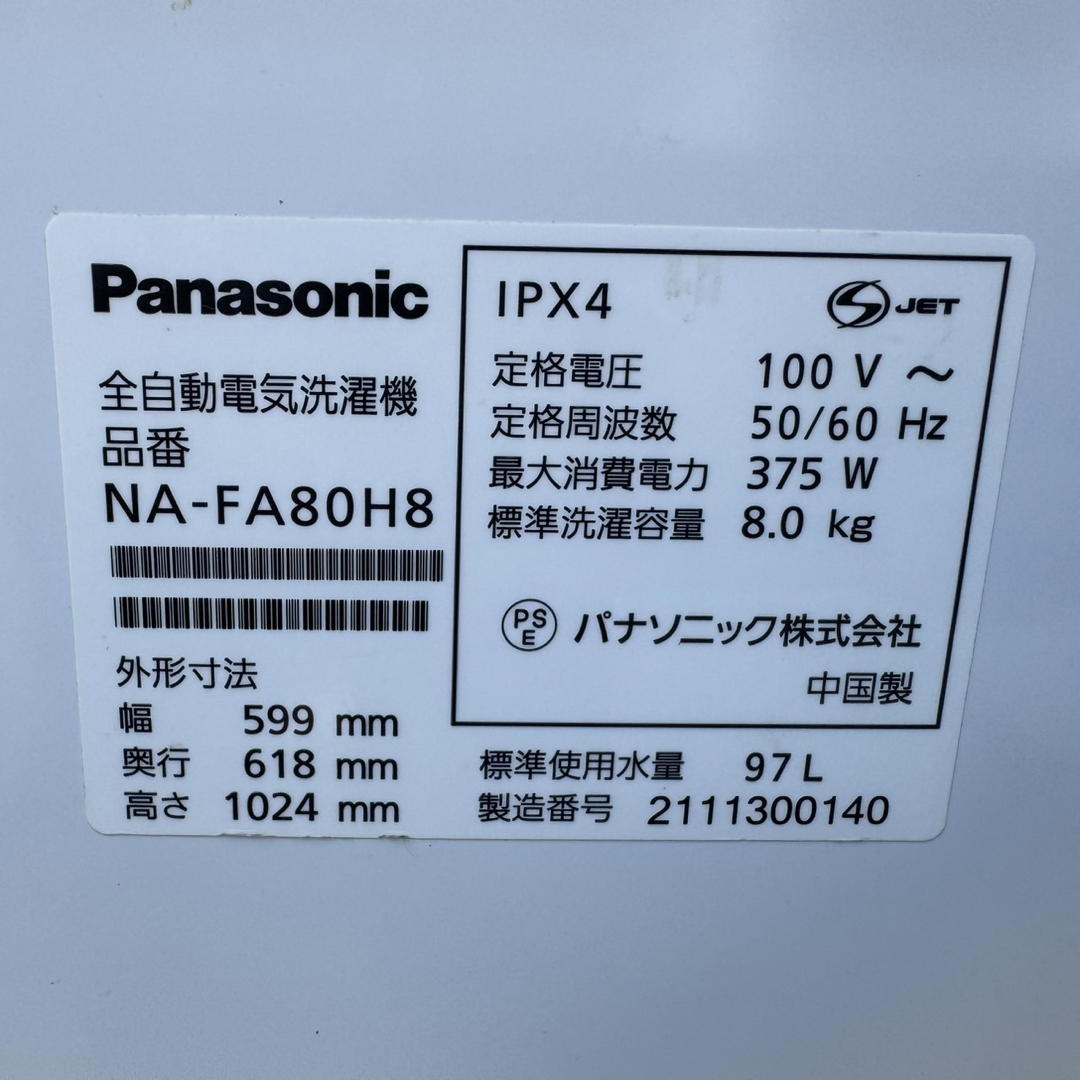 Panasonic
全自動電気洗濯機
品番
NA-FA80H8
外形寸法
幅 599 mm
奥行 618 mm
高さ 1024 mm
IPX4
S JET
定格電圧 100 V ～
定格周波数 50/60 Hz
最大消費電力 375 W
標準洗濯容量 8.0 kg
PS
E
パナソニック株式会社
中国製
標準使用水量 97 L
製造番号 2111300140